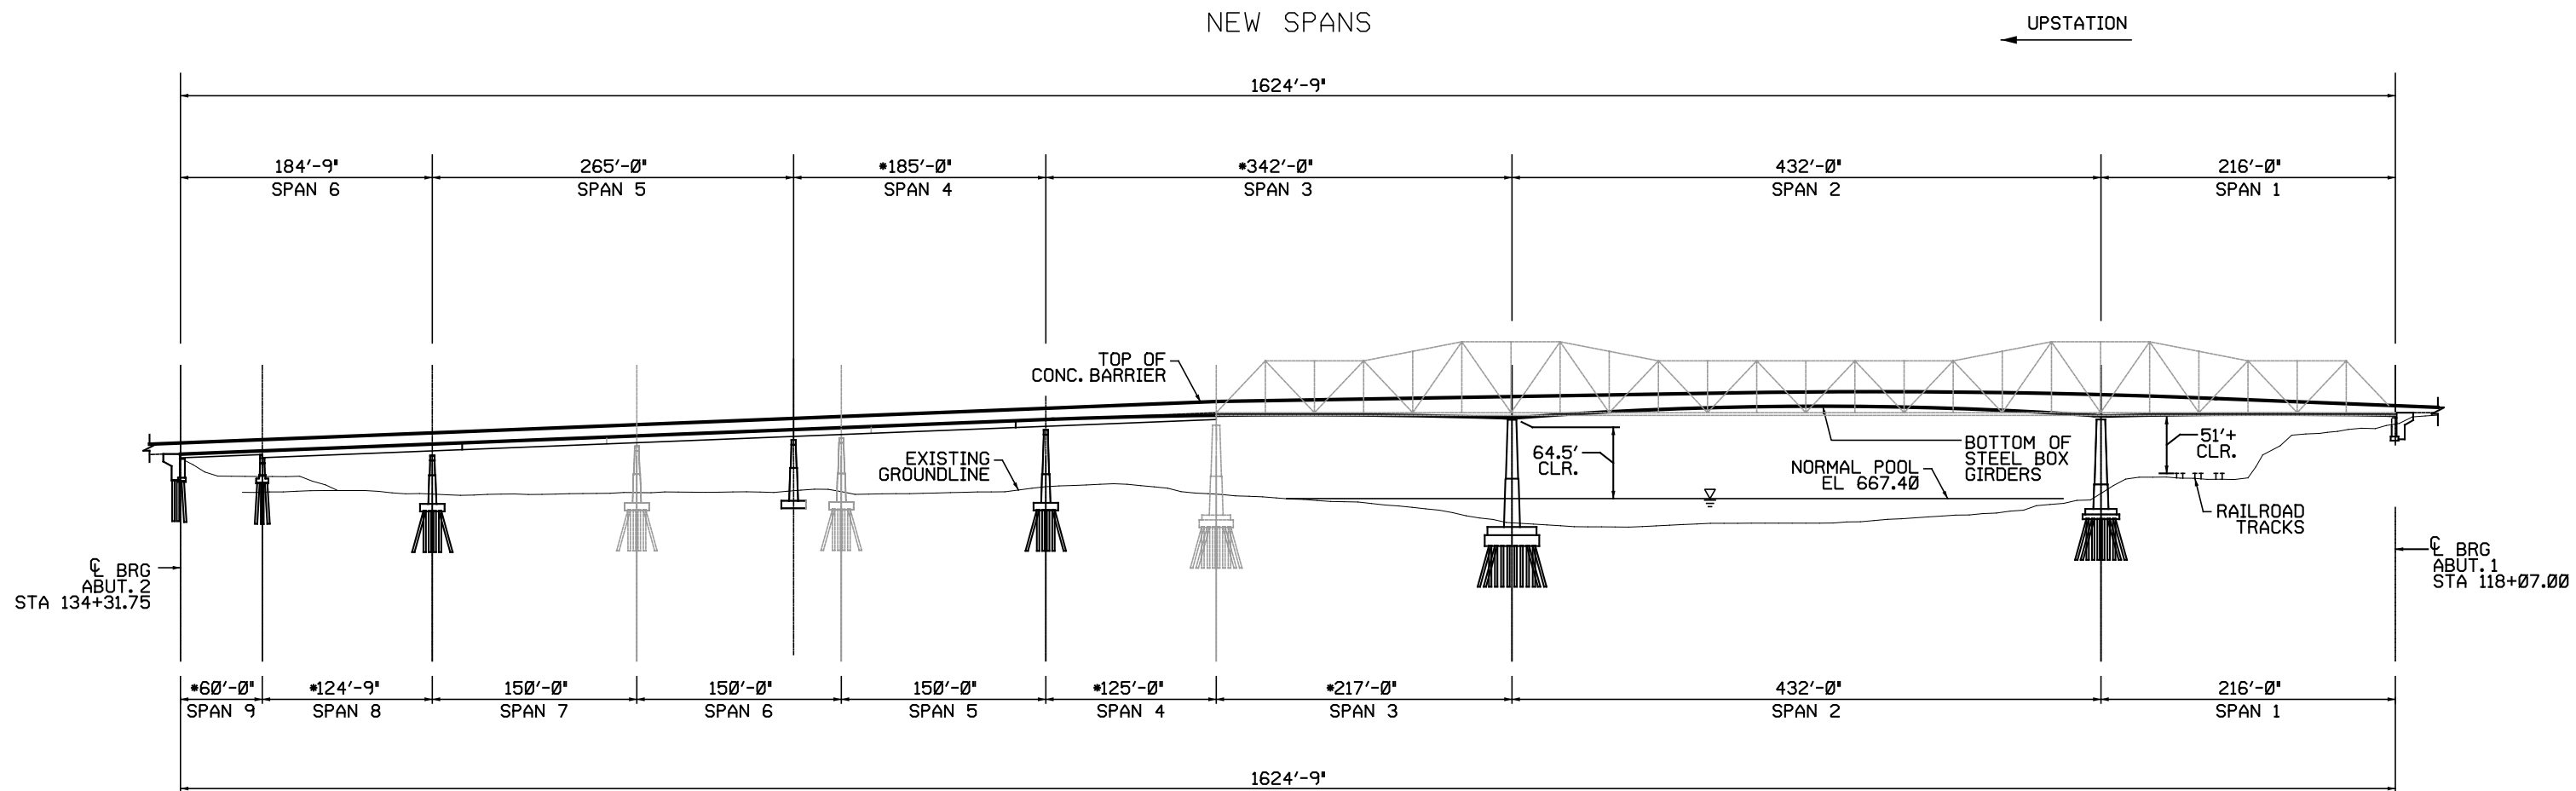 NEW SPANS
UPSTATION
1624'-9"
184'-9"
SPAN 6
265'-0"
SPAN 5
*185'-0"
SPAN 4
*342'-0"
SPAN 3
432'-0"
SPAN 2
216'-0"
SPAN 1
TOP OF
CONC. BARRIER
EXISTING
GROUNDLINE
64.5'
CLR.
NORMAL POOL
EL 667.40
BOTTOM OF
STEEL BOX
GIRDERS
51'+
CLR.
RAILROAD
TRACKS
℄ BRG
ABUT. 2
STA 134+31.75
℄ BRG
ABUT. 1
STA 118+07.00
*60'-0"
SPAN 9
*124'-9"
SPAN 8
150'-0"
SPAN 7
150'-0"
SPAN 6
150'-0"
SPAN 5
*125'-0"
SPAN 4
*217'-0"
SPAN 3
432'-0"
SPAN 2
216'-0"
SPAN 1
1624'-9"